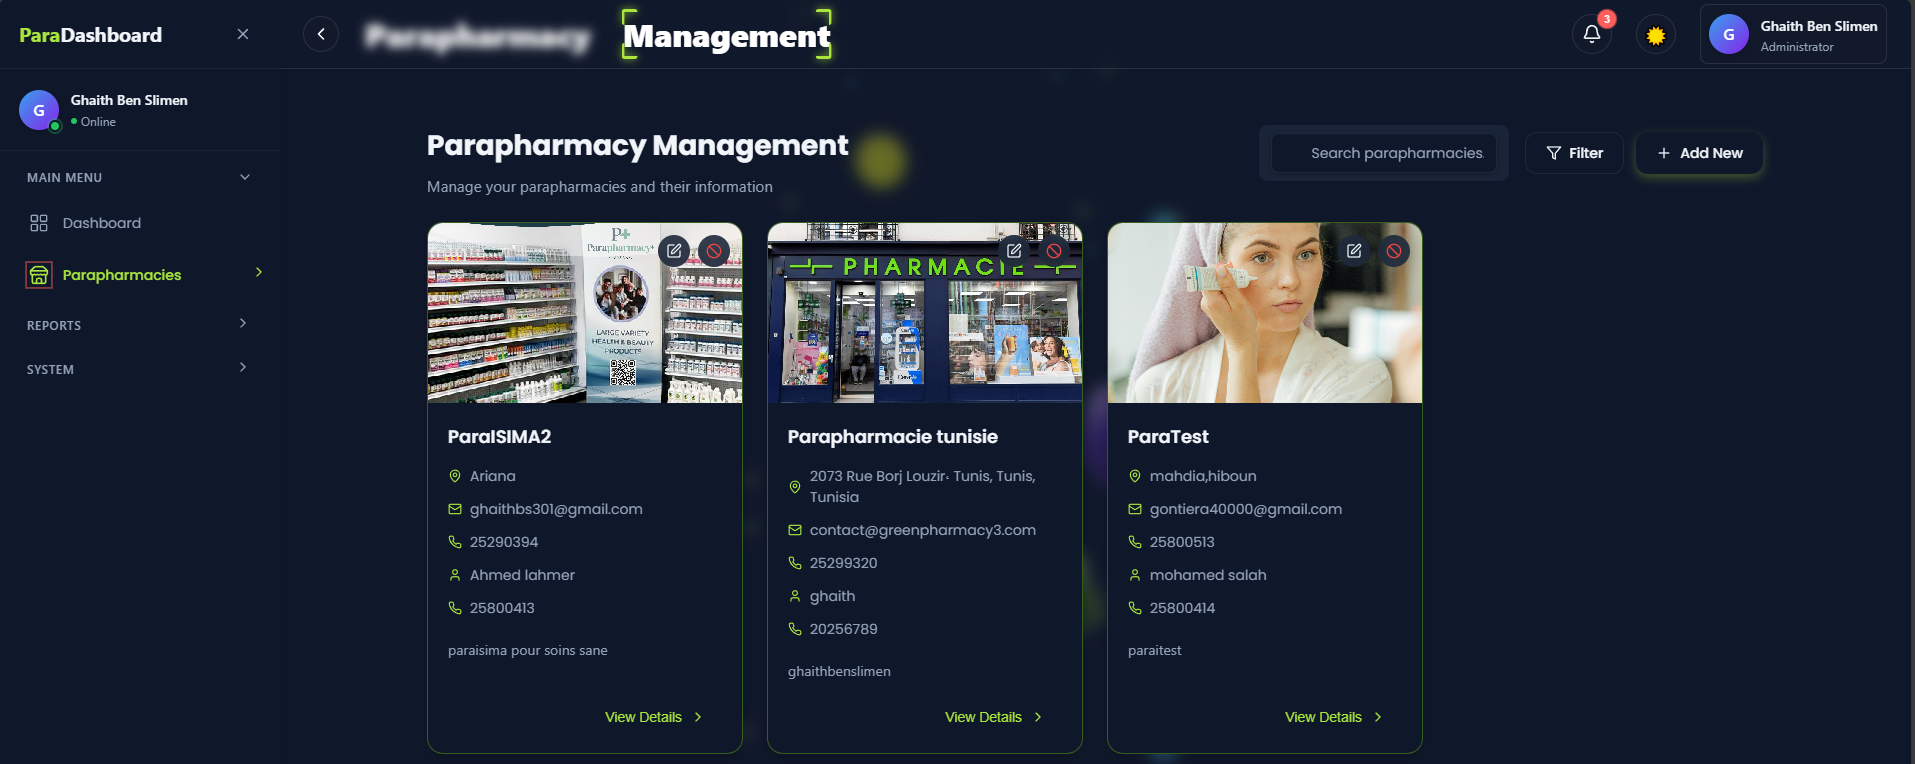 ParaDashboard
Parapharmacy Management
3
G
Ghaith Ben Slimen
Administrator
G
Ghaith Ben Slimen
Online
MAIN MENU
Dashboard
Parapharmacies
REPORTS
SYSTEM
Parapharmacy Management
Manage your parapharmacies and their information
Search parapharmacies.
Filter
Add New
P+
Parapharmacy+
LARGE VARIETY
HEALTH & BEAUTY
PRODUCTS
ParaISIMA2
Ariana
ghaithbs301@gmail.com
25290394
Ahmed lahmer
25800413
paraisima pour soins sane
View Details
PHARMACIE
Parapharmacie tunisie
2073 Rue Borj Louzir، Tunis, Tunis,
Tunisia
contact@greenpharmacy3.com
25299320
ghaith
20256789
ghaithbenslimen
View Details
ParaTest
mahdia,hiboun
gontiera40000@gmail.com
25800513
mohamed salah
25800414
paraitest
View Details